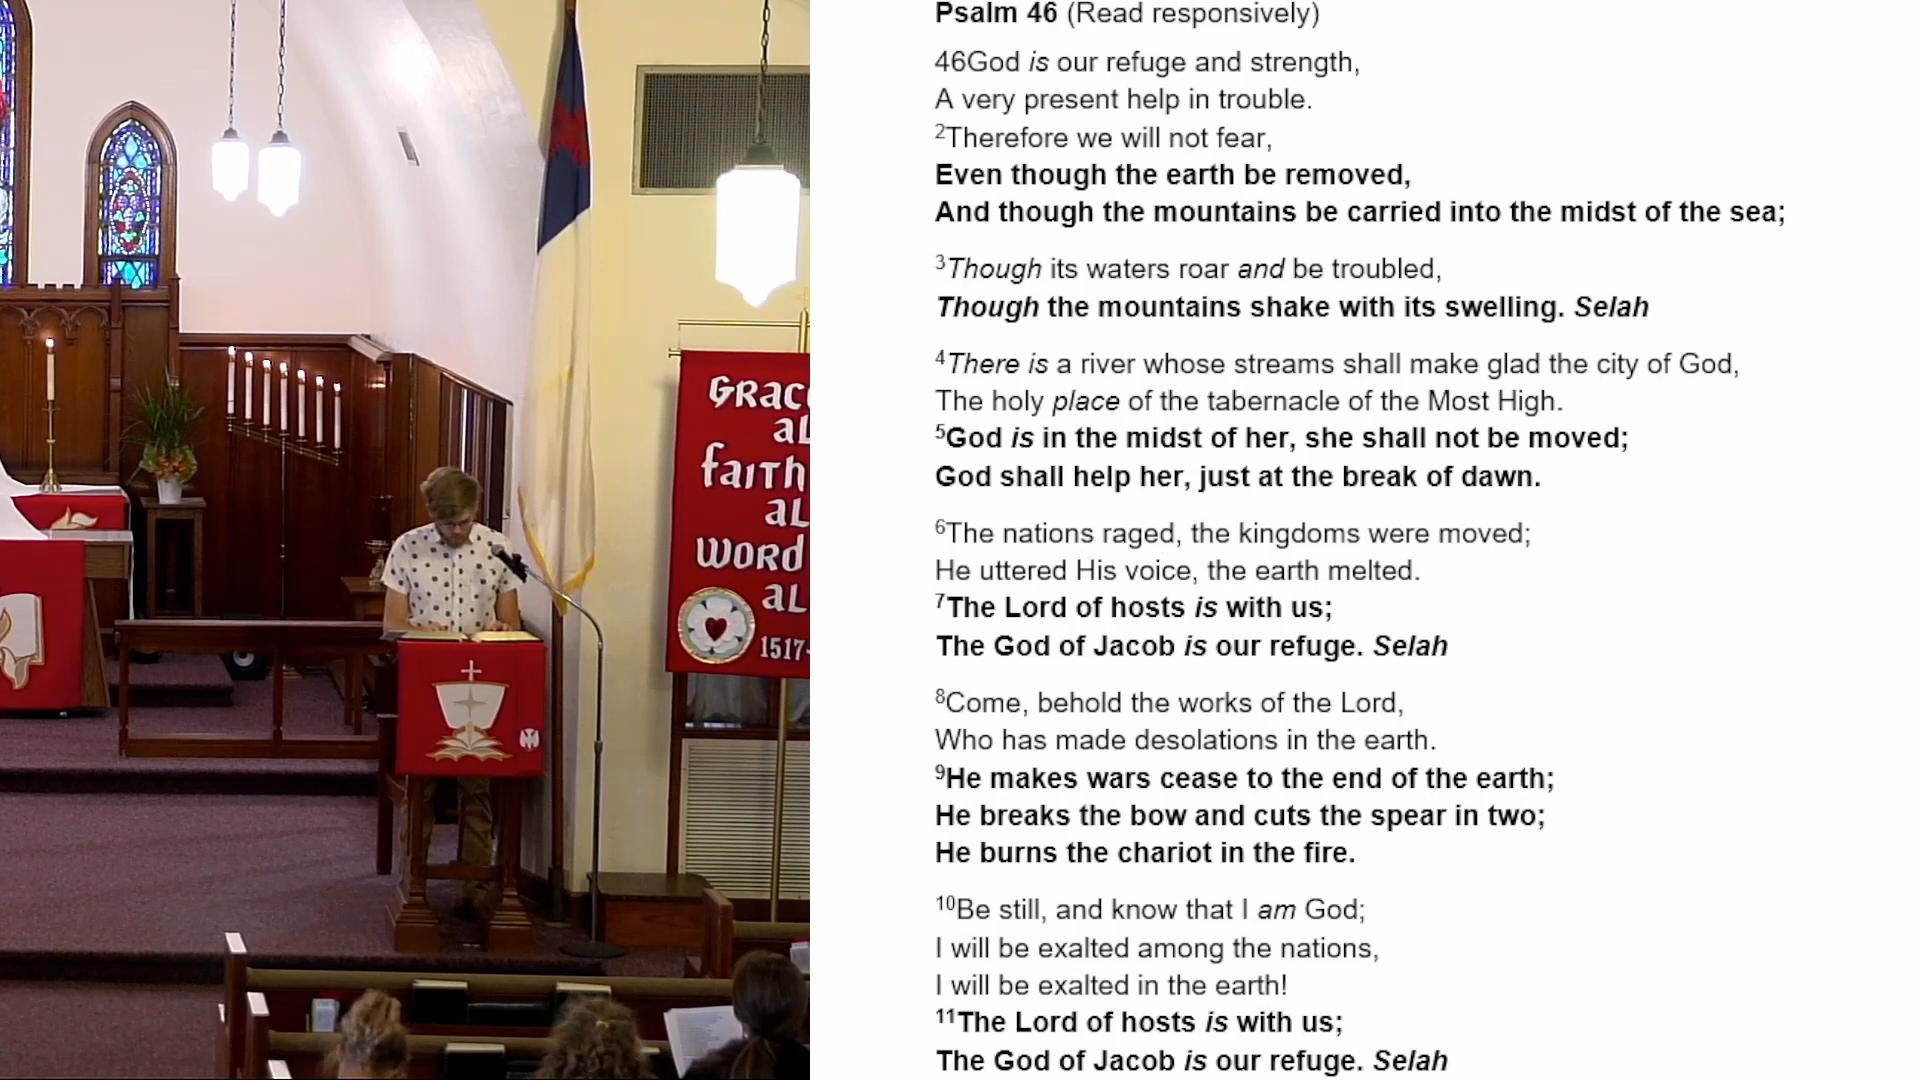 GRAC
AL
FAITH
AL
WORD
AL
1517-
Psalm 46 (Read responsively)
46God is our refuge and strength,
A very present help in trouble.
2Therefore we will not fear,
Even though the earth be removed,
And though the mountains be carried into the midst of the sea;
3Though its waters roar and be troubled,
Though the mountains shake with its swelling. Selah
4There is a river whose streams shall make glad the city of God,
The holy place of the tabernacle of the Most High.
5God is in the midst of her, she shall not be moved;
God shall help her, just at the break of dawn.
6The nations raged, the kingdoms were moved;
He uttered His voice, the earth melted.
7The Lord of hosts is with us;
The God of Jacob is our refuge. Selah
8Come, behold the works of the Lord,
Who has made desolations in the earth.
9He makes wars cease to the end of the earth;
He breaks the bow and cuts the spear in two;
He burns the chariot in the fire.
10Be still, and know that I am God;
I will be exalted among the nations,
I will be exalted in the earth!
11The Lord of hosts is with us;
The God of Jacob is our refuge. Selah